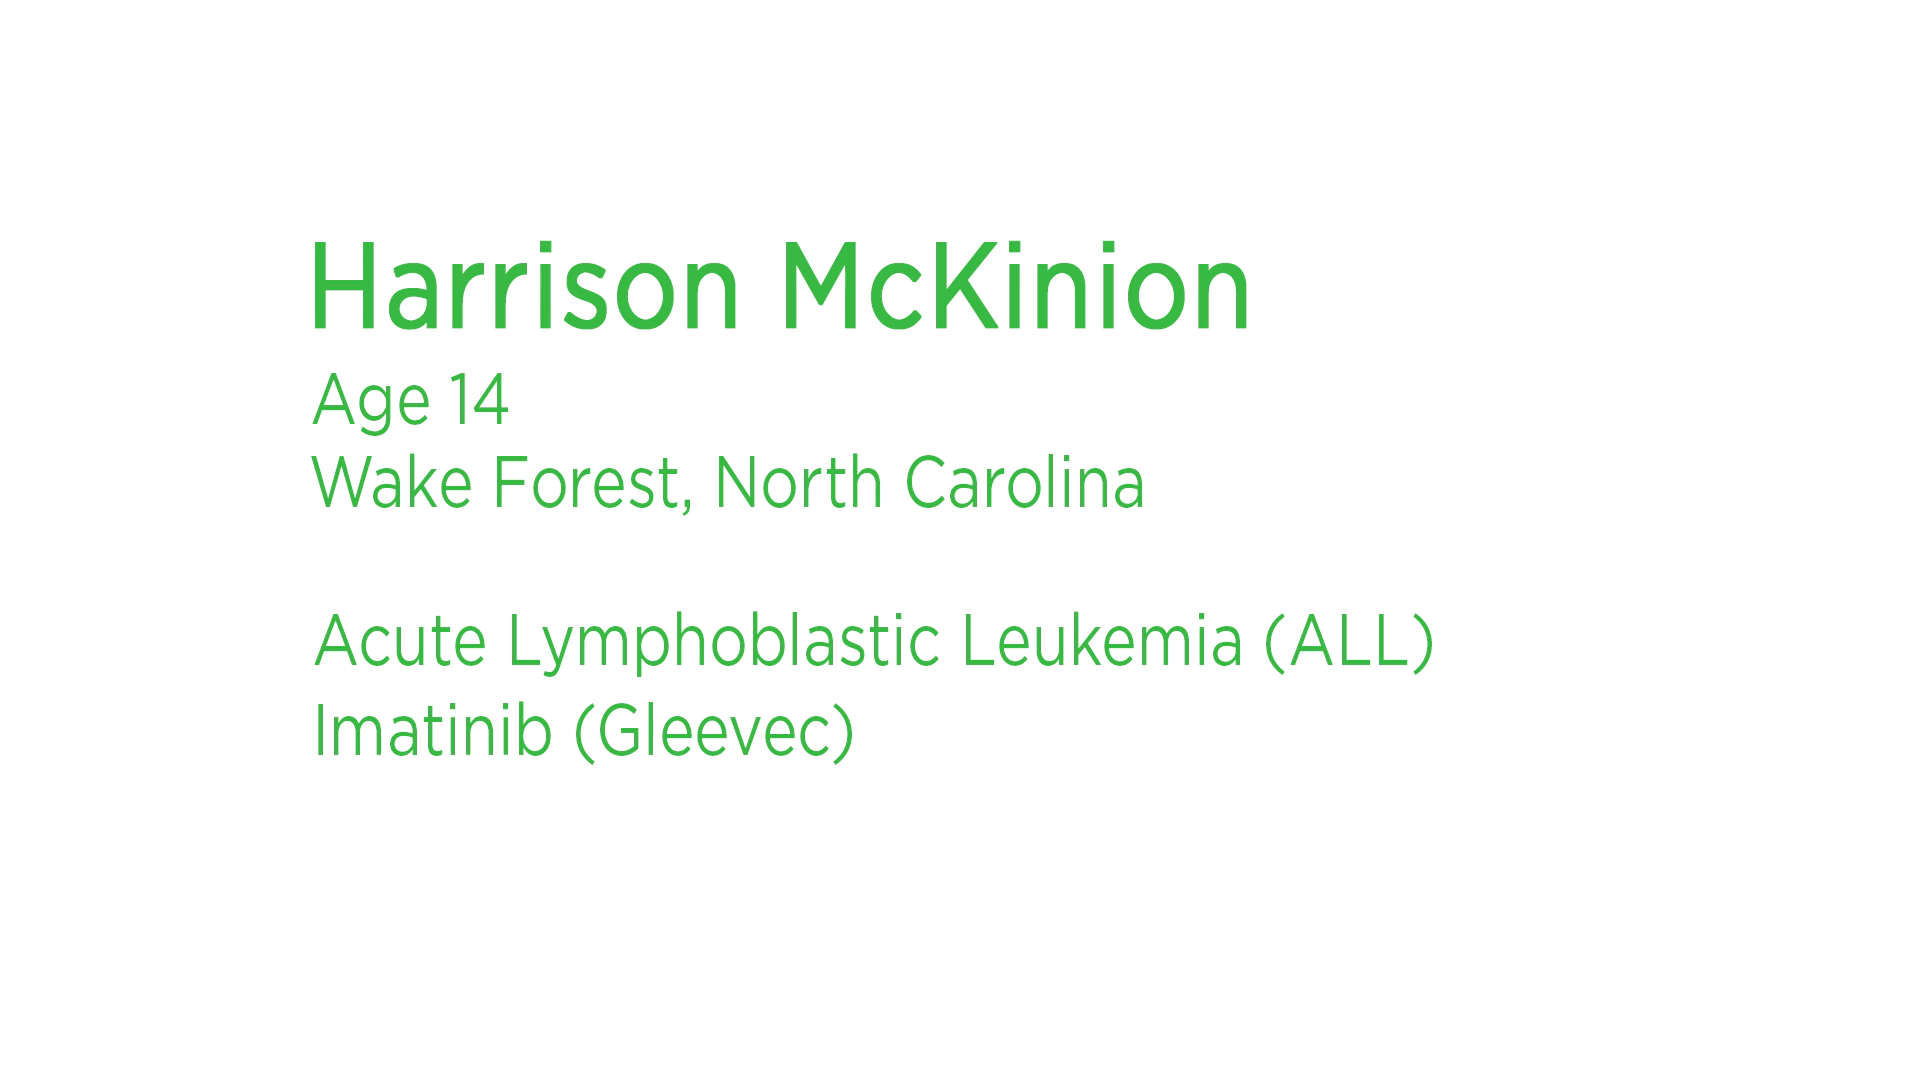 Harrison McKinion
Age 14
Wake Forest, North Carolina
Acute Lymphoblastic Leukemia (ALL)
Imatinib (Gleevec)